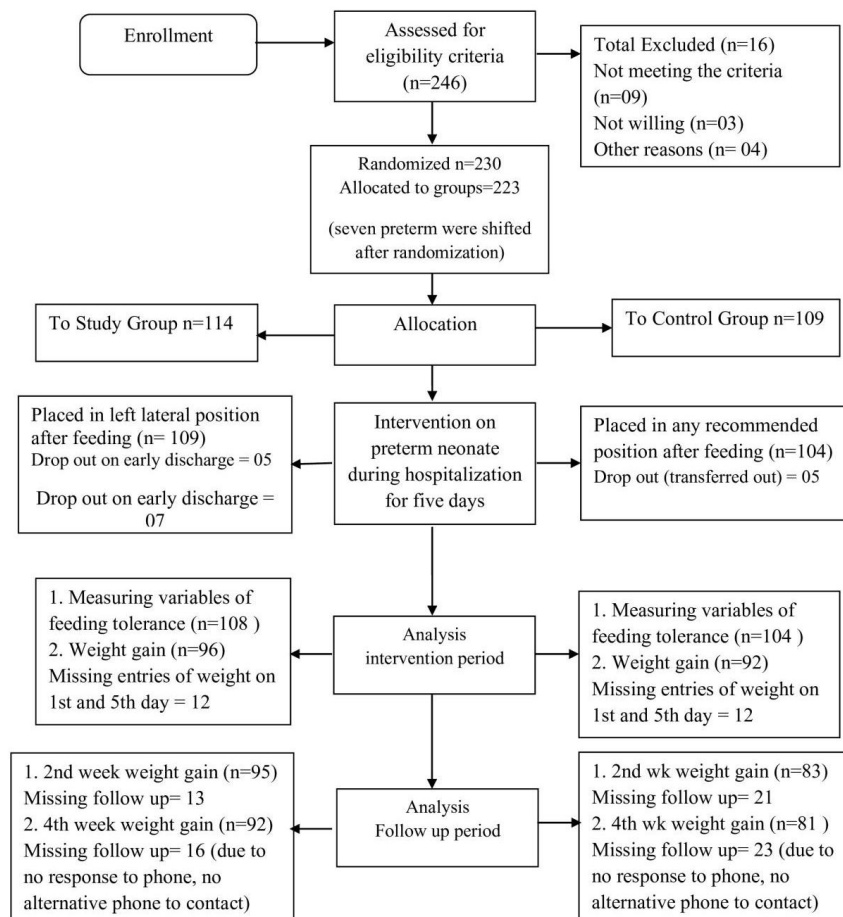 Enrollment
Assessed for
eligibility criteria
(n=246)
Total Excluded (n=16)
Not meeting the criteria
(n=09)
Not willing (n=03)
Other reasons (n= 04)
Randomized n=230
Allocated to groups=223
(seven preterm were shifted
after randomization)
To Study Group n=114
Allocation
To Control Group n=109
Placed in left lateral position
after feeding (n= 109)
Drop out on early discharge = 05
Drop out on early discharge =
07
Intervention on
preterm neonate
during hospitalization
for five days
Placed in any recommended
position after feeding (n=104)
Drop out (transferred out) = 05
1. Measuring variables of
feeding tolerance (n=108 )
2. Weight gain (n=96)
Missing entries of weight on
1st and 5th day = 12
Analysis
intervention period
1. Measuring variables of
feeding tolerance (n=104 )
2. Weight gain (n=92)
Missing entries of weight on
1st and 5th day = 12
1. 2nd week weight gain (n=95)
Missing follow up= 13
2. 4th week weight gain (n=92)
Missing follow up= 16 (due to
no response to phone, no
alternative phone to contact)
Analysis
Follow up period
1. 2nd wk weight gain (n=83)
Missing follow up= 21
2. 4th wk weight gain (n=81 )
Missing follow up= 23 (due to
no response to phone, no
alternative phone to contact)